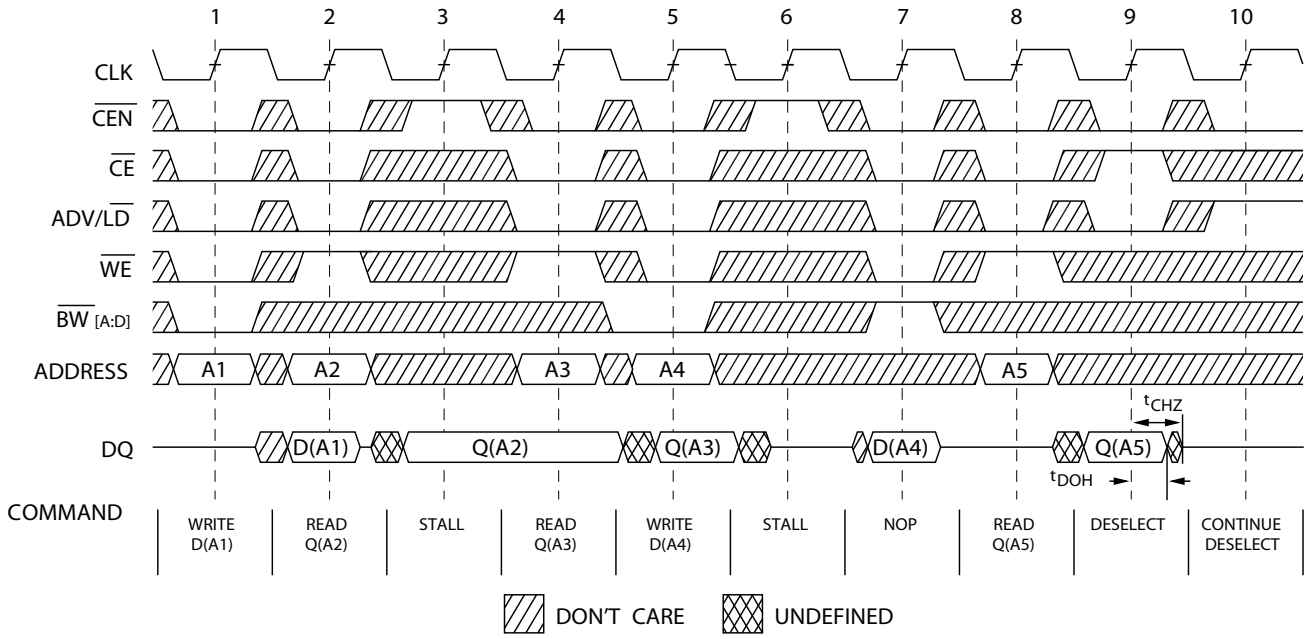 1 2 3 4 5 6 7 8 9 10
CLK
CEN
CE
ADV/LD
WE
BW [A:D]
ADDRESS A1 A2 A3 A4 A5
tCHZ
DQ D(A1) Q(A2) Q(A3) D(A4) Q(A5)
tDOH
COMMAND
WRITE READ STALL READ WRITE STALL NOP READ DESELECT CONTINUE
D(A1) Q(A2) Q(A3) D(A4) Q(A5) DESELECT
DON'T CARE UNDEFINED